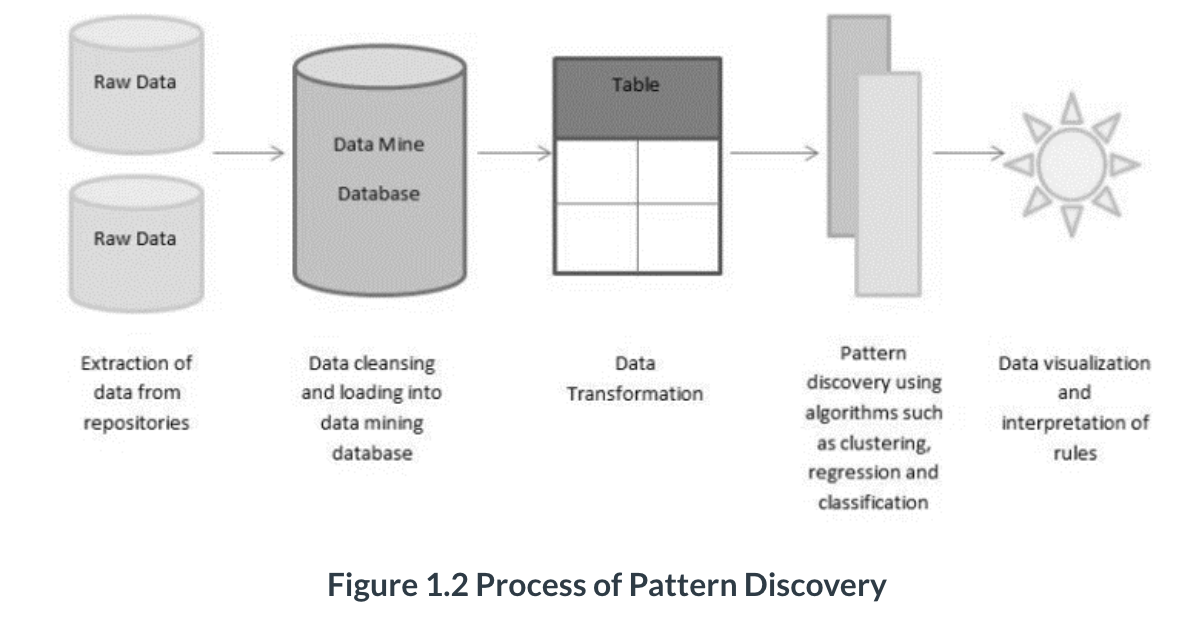 Raw Data
Raw Data
Data Mine
Database
Table
Extraction of
data from
repositories
Data cleansing
and loading into
data mining
database
Data
Transformation
Pattern
discovery using
algorithms such
as clustering,
regression and
classification
Data visualization
and
interpretation of
rules
Figure 1.2 Process of Pattern Discovery